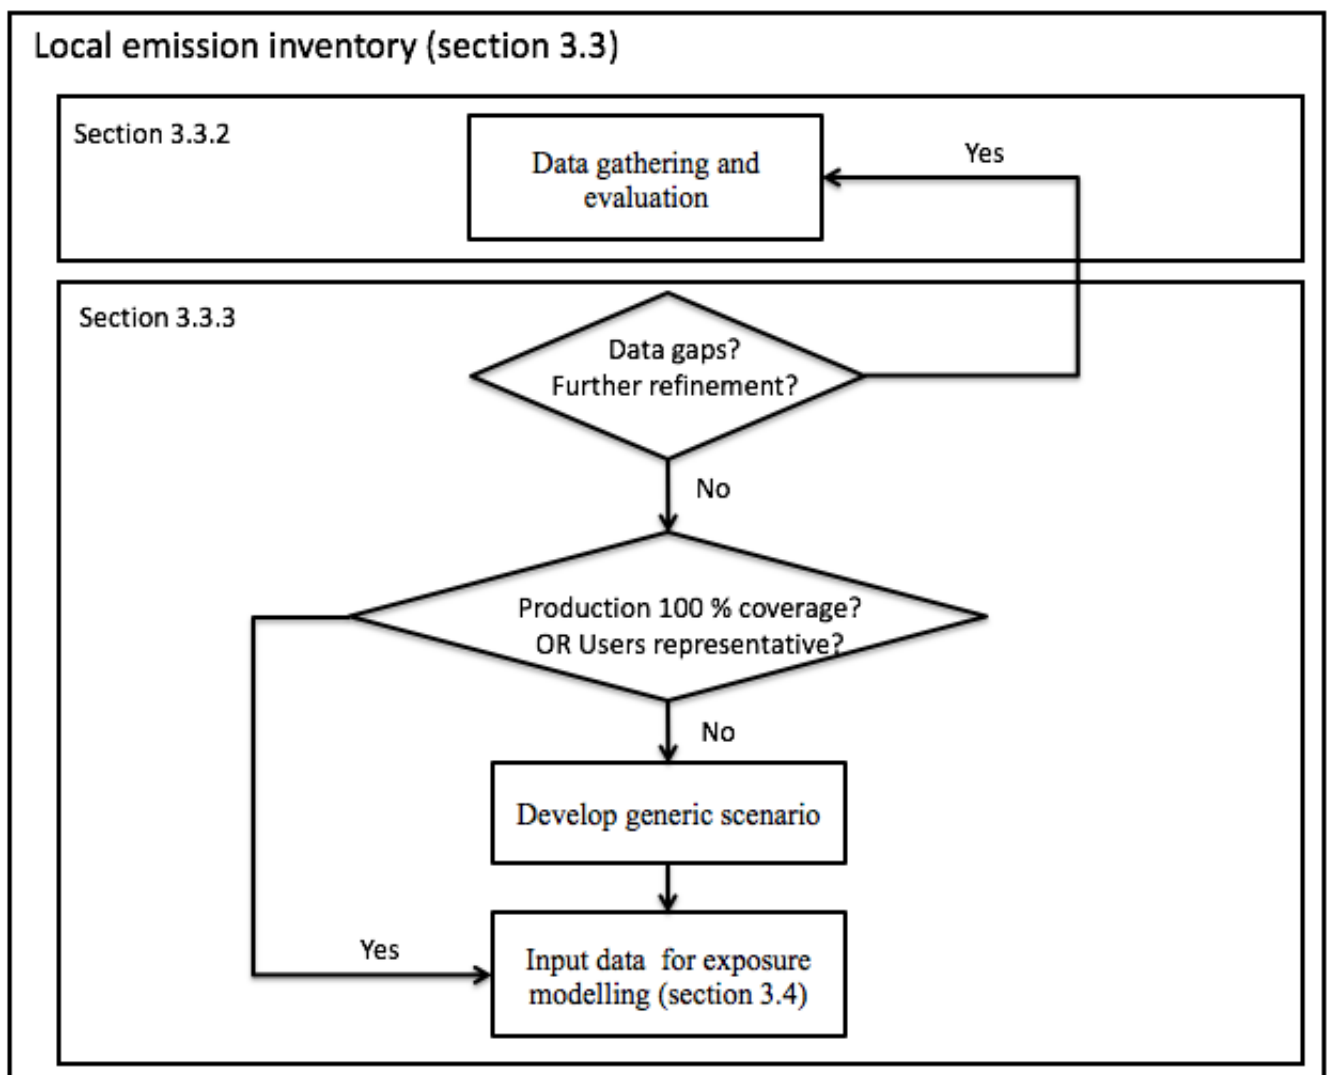 Local emission inventory (section 3.3)
Section 3.3.2
Data gathering and
evaluation
Yes
Section 3.3.3
Data gaps?
Further refinement?
No
Production 100 % coverage?
OR Users representative?
No
Develop generic scenario
Yes
Input data for exposure
modelling (section 3.4)